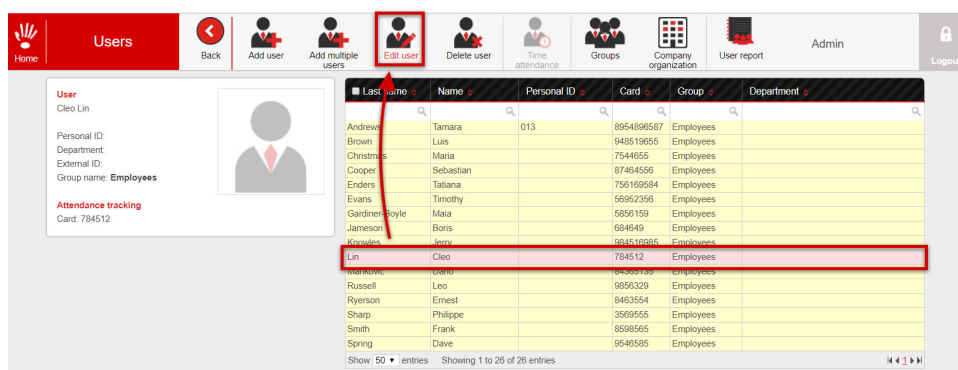 Home
Users
Back
Add user
Add multiple
users
Edit user
Delete user
Time
attendance
Groups
Company
organization
User report
Admin
Logout
User
Cleo Lin
Personal ID:
Department:
External ID:
Group name: Employees
Attendance tracking
Card: 784512
Last name Name Personal ID Card Group Department
Andrews Tamara 013 8954896587 Employees
Brown Luis 948519655 Employees
Christmas Maria 7544655 Employees
Cooper Sebastian 87464556 Employees
Enders Tatiana 756169584 Employees
Evans Timothy 56952356 Employees
Gardiner-Boyle Maia 5856159 Employees
Jameson Boris 684649 Employees
Knowles Jerry 984516985 Employees
Lin Cleo 784512 Employees
Mankovic Dario 84365135 Employees
Russell Leo 9856329 Employees
Ryerson Ernest 8463554 Employees
Sharp Philippe 3569555 Employees
Smith Frank 8598565 Employees
Spring Dave 9546585 Employees
Show 50 entries Showing 1 to 26 of 26 entries 1